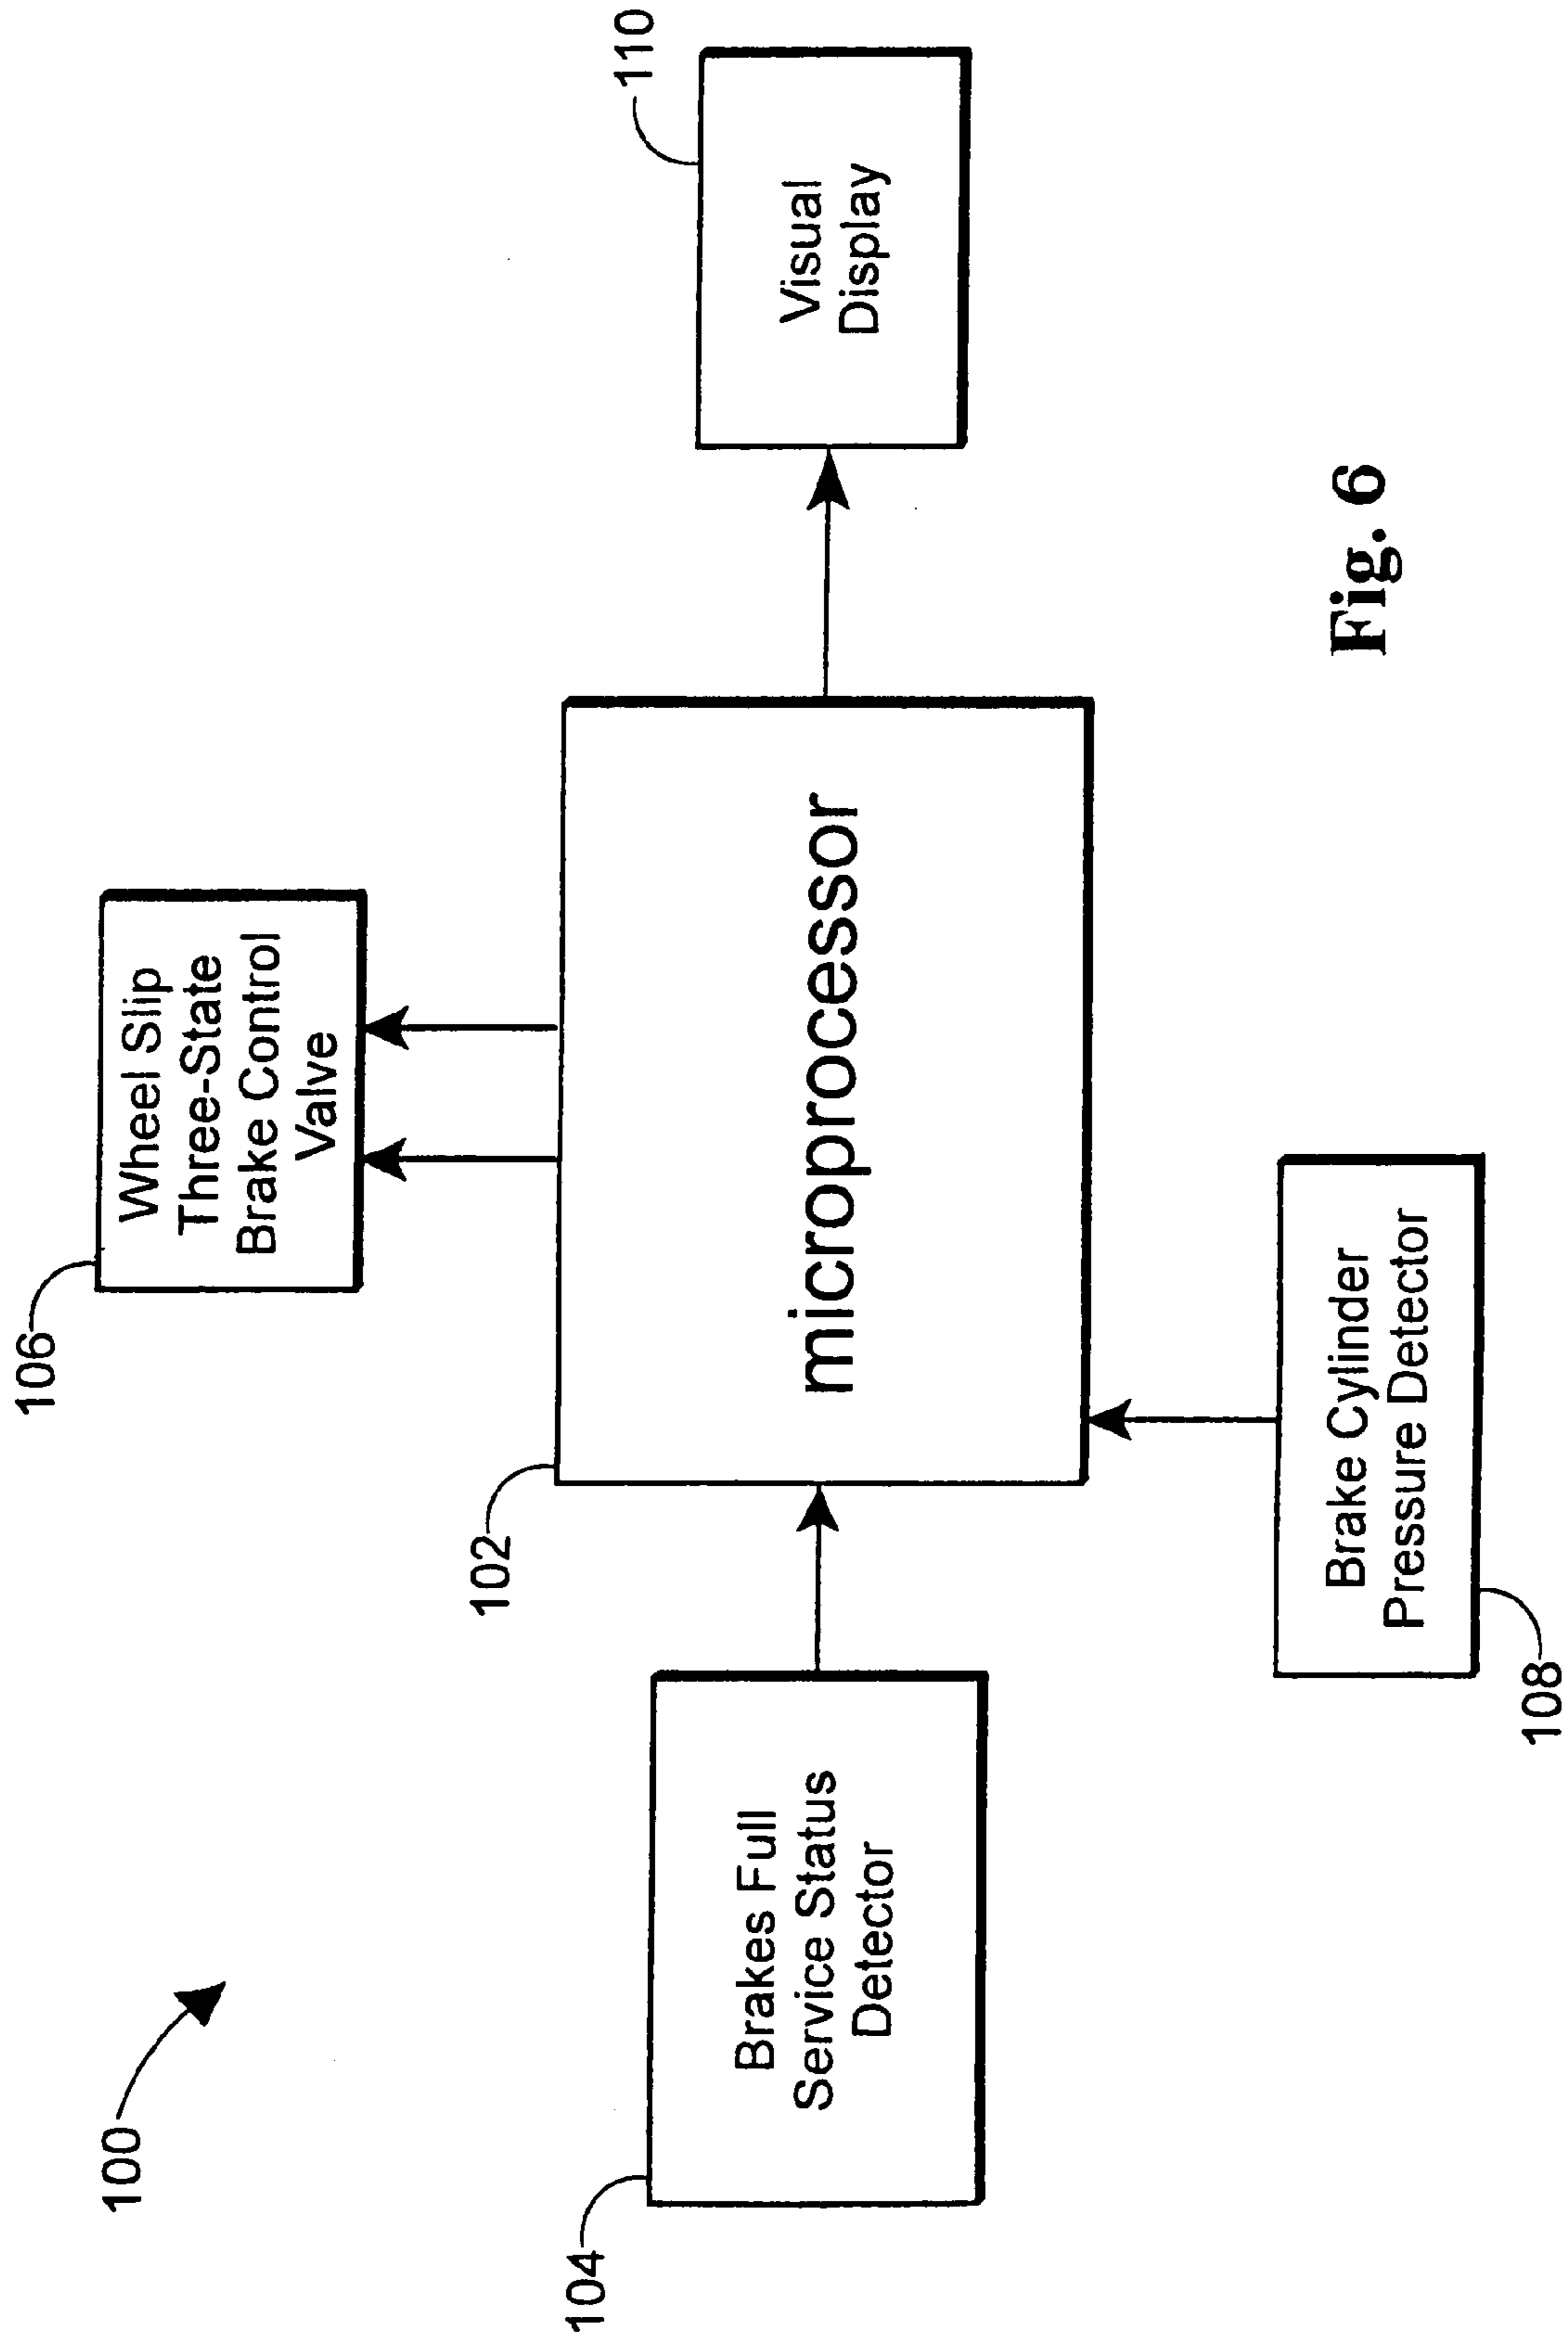 100
106
Wheel Slip
Three-State
Brake Control
Valve
102
microprocessor
104
Brakes Full
Service Status
Detector
110
Visual
Display
108
Brake Cylinder
Pressure Detector
Fig. 6